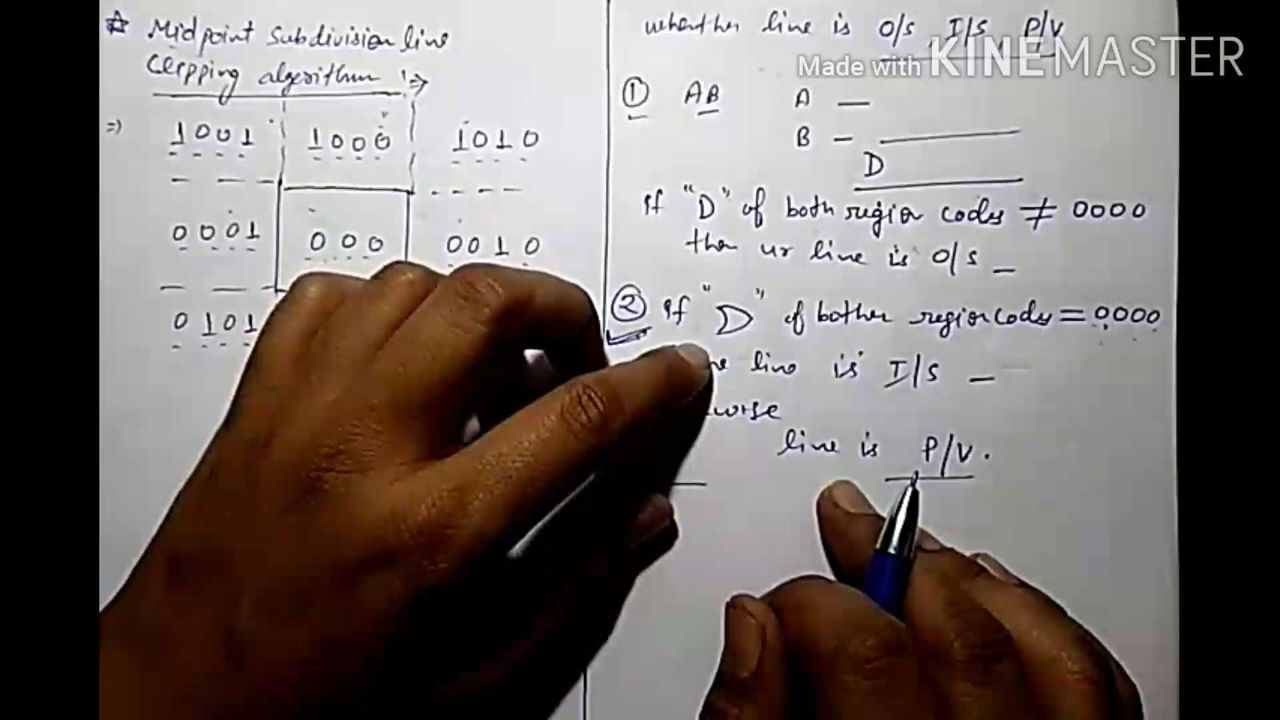 ☆ Midpoint Subdivision line
Clipping algorithm :→
⇒ 1001 1000 1010
0001 000 0010
0101
whether line is O/S I/S P/V
Made with KINEMASTER
① AB A —
B —
D
If "D" of both region codes ≠ 0000
then ur line is O/S —
② If "D" of bother region codes = 0000
line is I/S —
line is P/V.